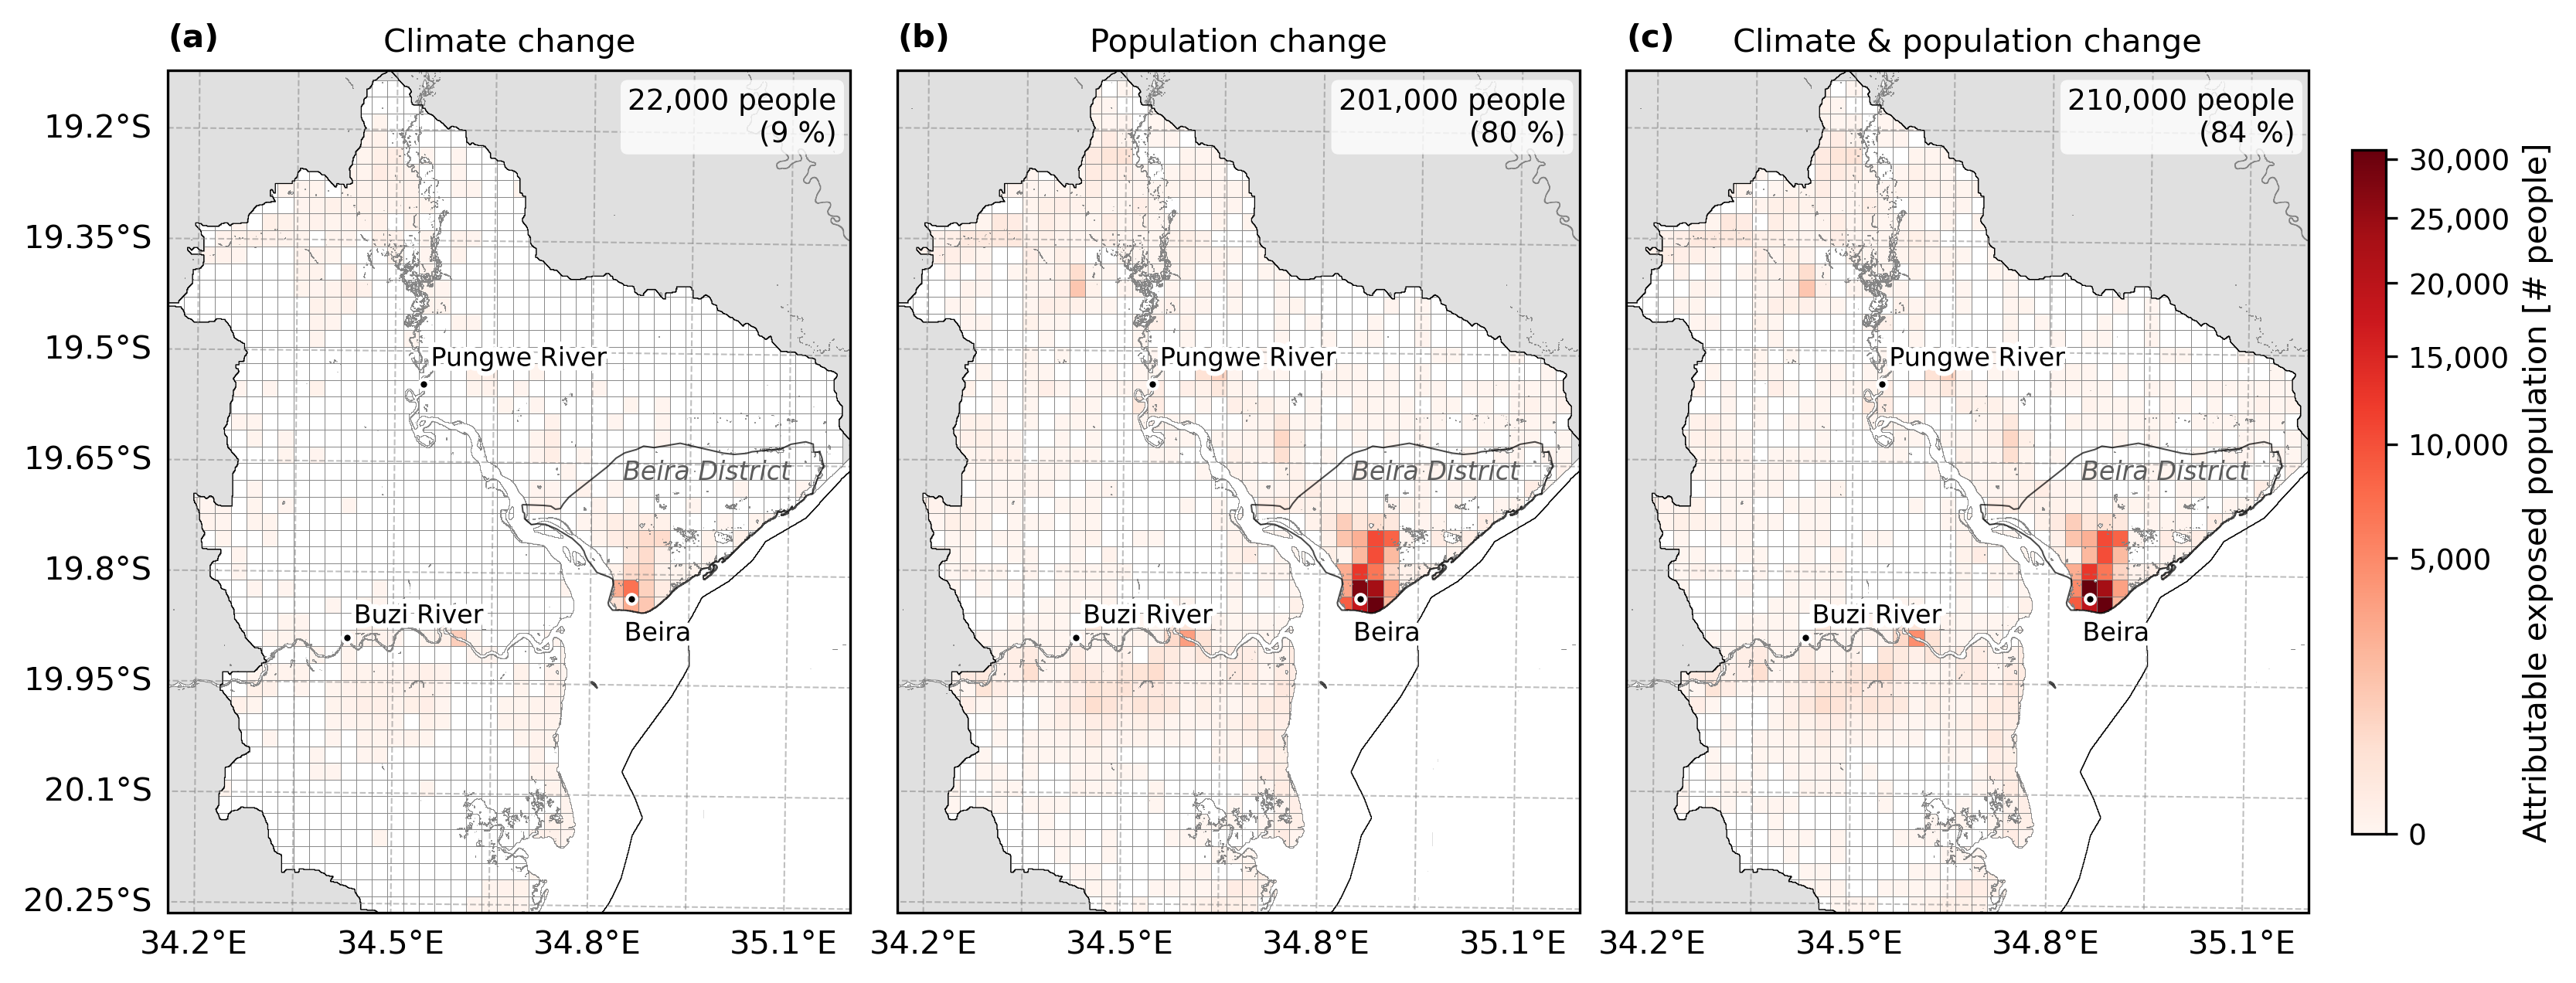 (a) Climate change
(b) Population change
(c) Climate & population change
22,000 people
(9 %)
201,000 people
(80 %)
210,000 people
(84 %)
19.2°S
19.35°S
19.5°S
19.65°S
19.8°S
19.95°S
20.1°S
20.25°S
Pungwe River
Beira District
Buzi River
Beira
Pungwe River
Beira District
Buzi River
Beira
Pungwe River
Beira District
Buzi River
Beira
34.2°E 34.5°E 34.8°E 35.1°E
34.2°E 34.5°E 34.8°E 35.1°E
34.2°E 34.5°E 34.8°E 35.1°E
30,000
25,000
20,000
15,000
10,000
5,000
0
Attributable exposed population [# people]